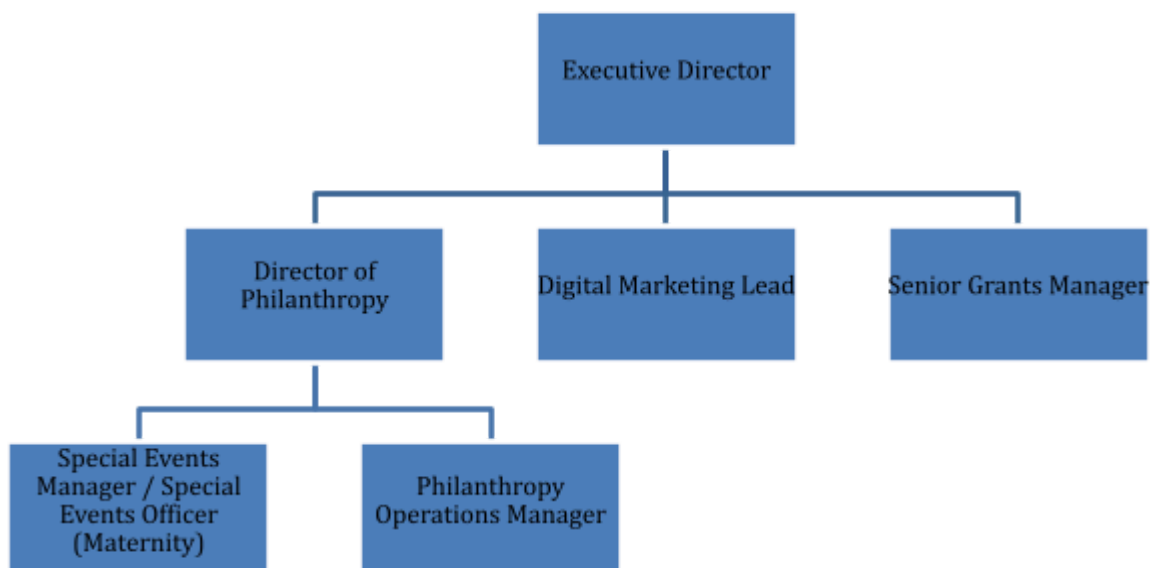 Executive Director
Director of
Philanthropy
Digital Marketing Lead
Senior Grants Manager
Special Events
Manager / Special
Events Officer
(Maternity)
Philanthropy
Operations Manager